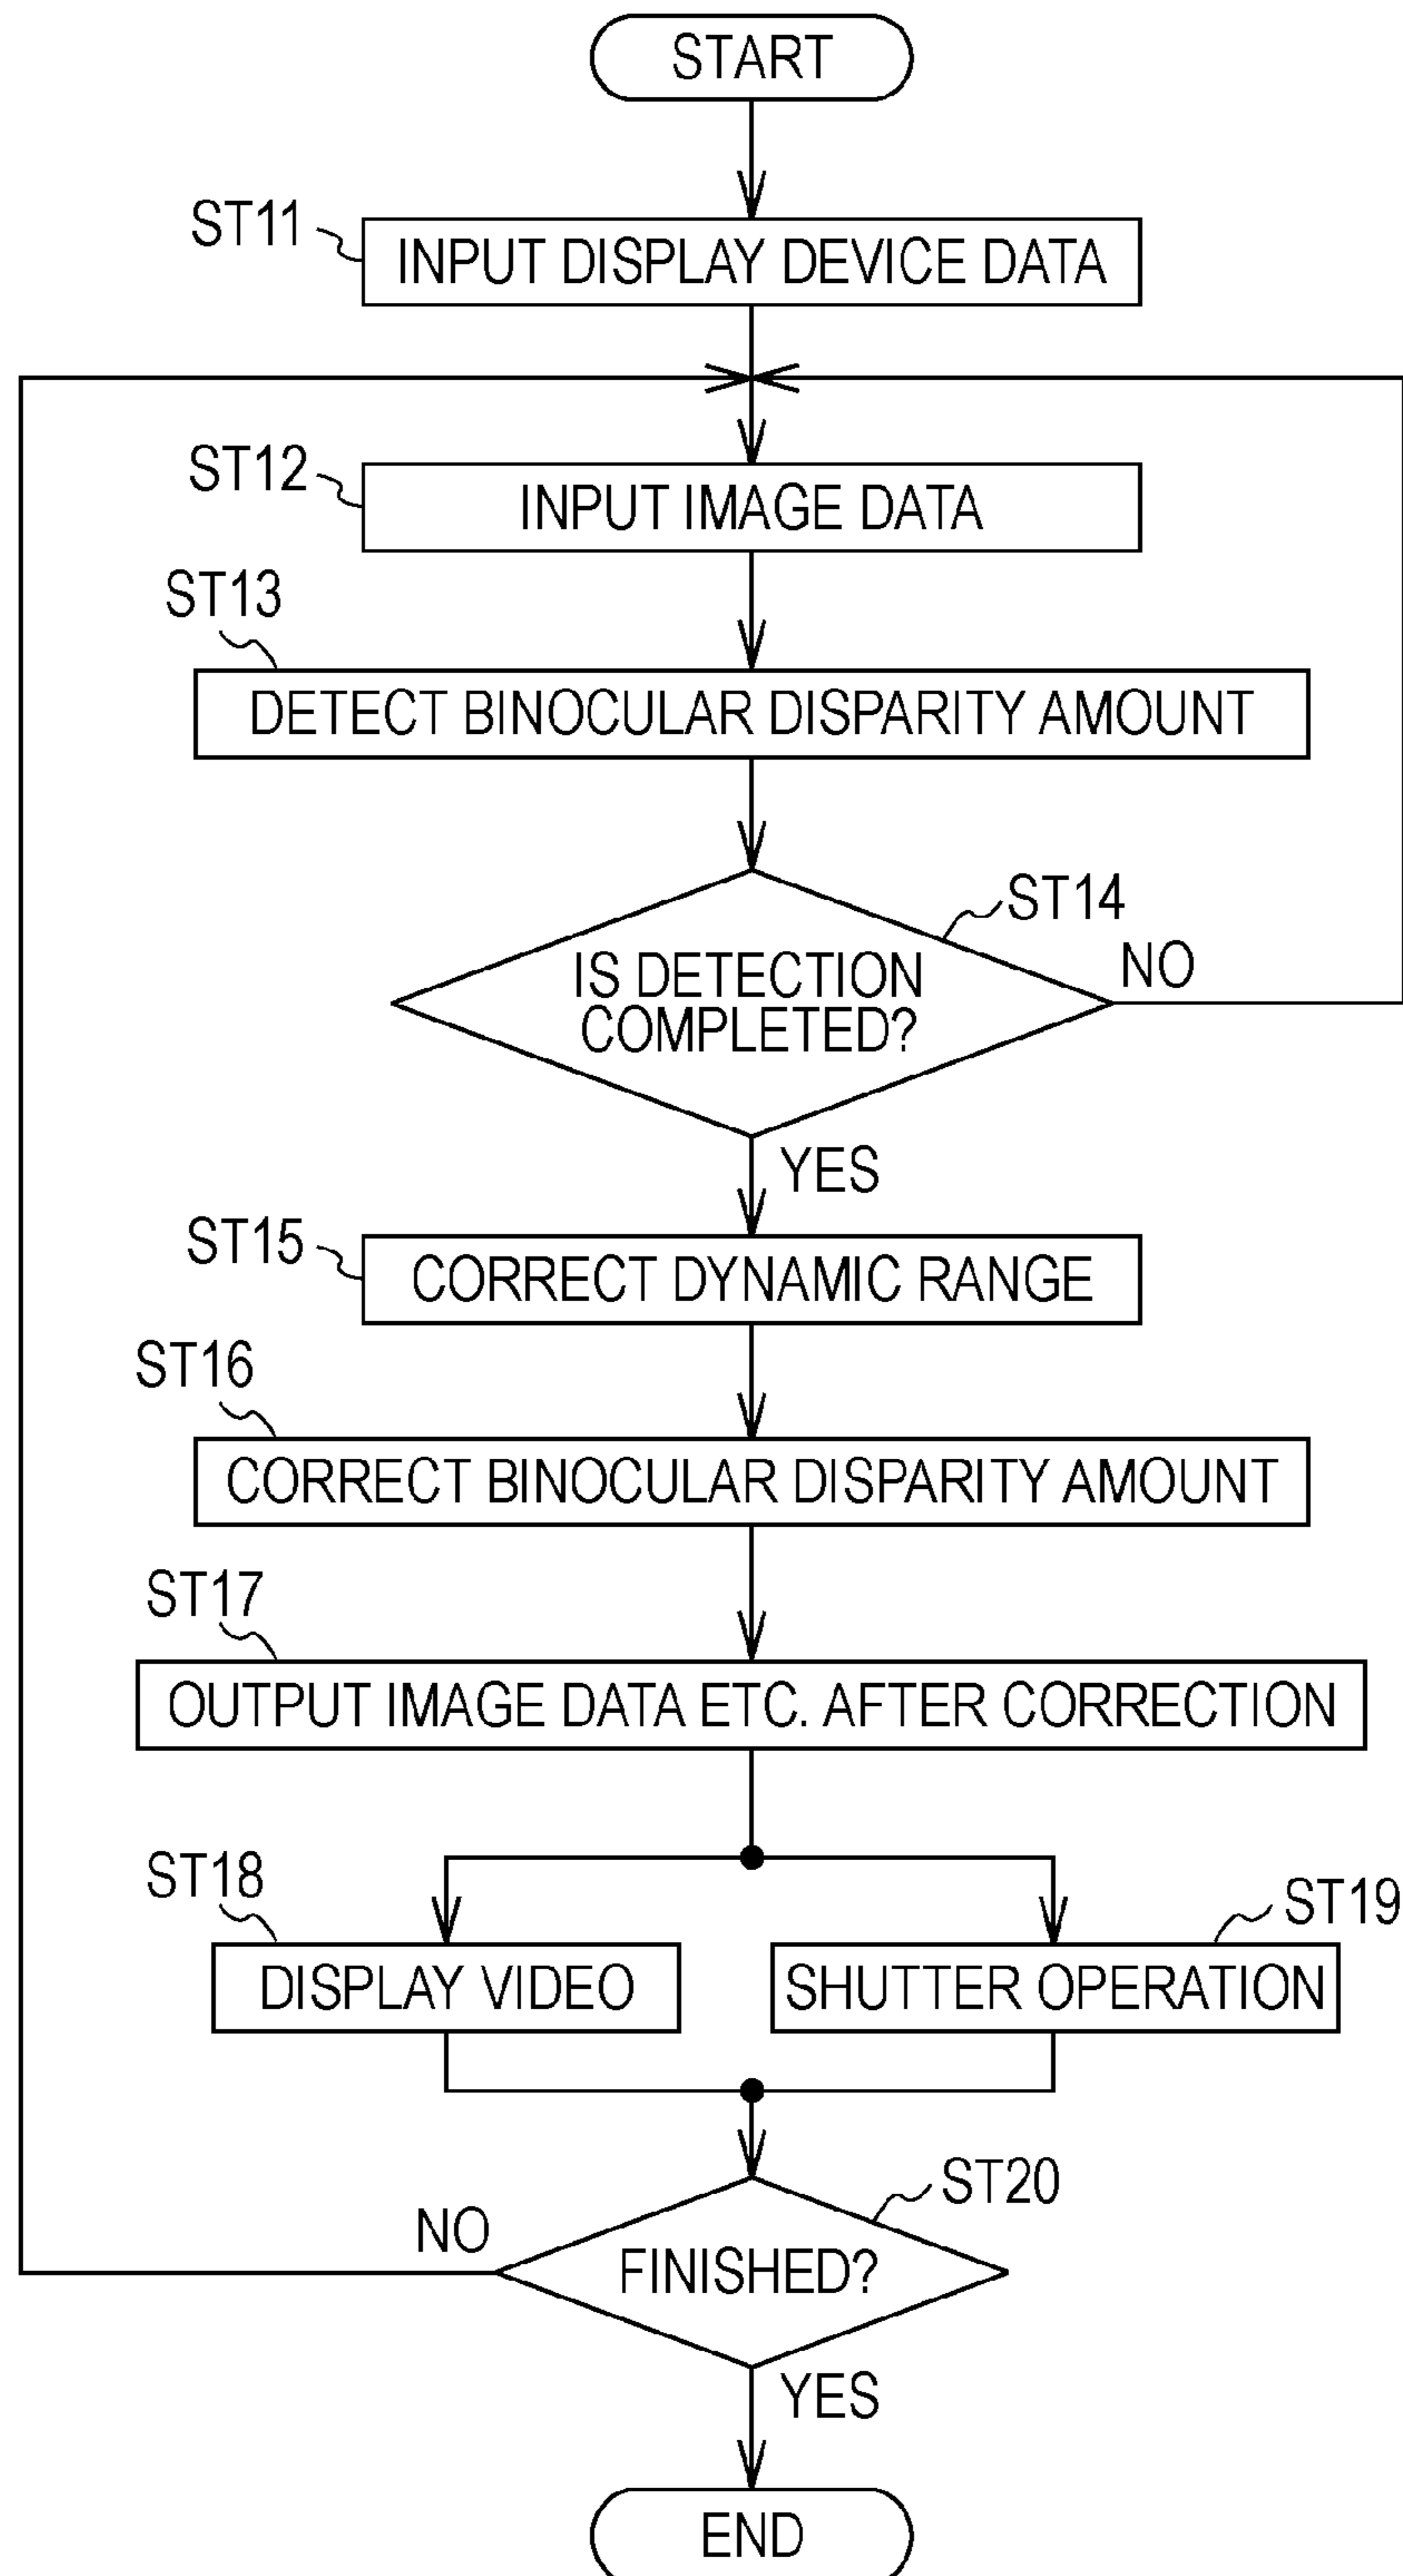 START
ST11
INPUT DISPLAY DEVICE DATA
ST12
INPUT IMAGE DATA
ST13
DETECT BINOCULAR DISPARITY AMOUNT
ST14
IS DETECTION
COMPLETED?
NO
YES
ST15
CORRECT DYNAMIC RANGE
ST16
CORRECT BINOCULAR DISPARITY AMOUNT
ST17
OUTPUT IMAGE DATA ETC. AFTER CORRECTION
ST18
DISPLAY VIDEO
ST19
SHUTTER OPERATION
ST20
NO
FINISHED?
YES
END